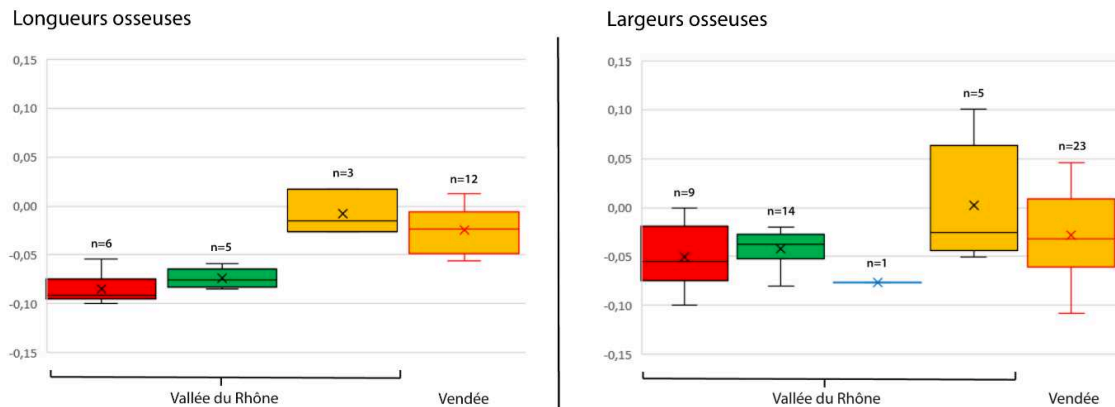 Longueurs osseuses
0,15
0,10
0,05
0,00
-0,05
-0,10
-0,15
n=6
n=5
n=3
n=12
Vallée du Rhône
Vendée
Largeurs osseuses
0,15
0,10
0,05
0,00
-0,05
-0,10
-0,15
n=9
n=14
n=1
n=5
n=23
Vallée du Rhône
Vendée